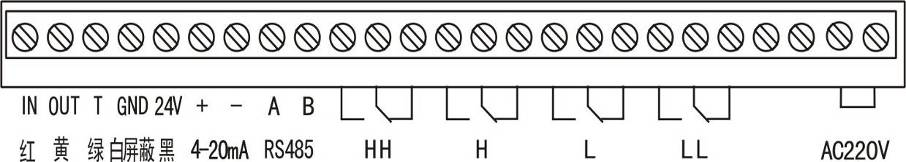 IN OUT T GND 24V + - A B
红 黄 绿 白屏蔽 黑 4-20mA RS485 HH H L LL AC220V